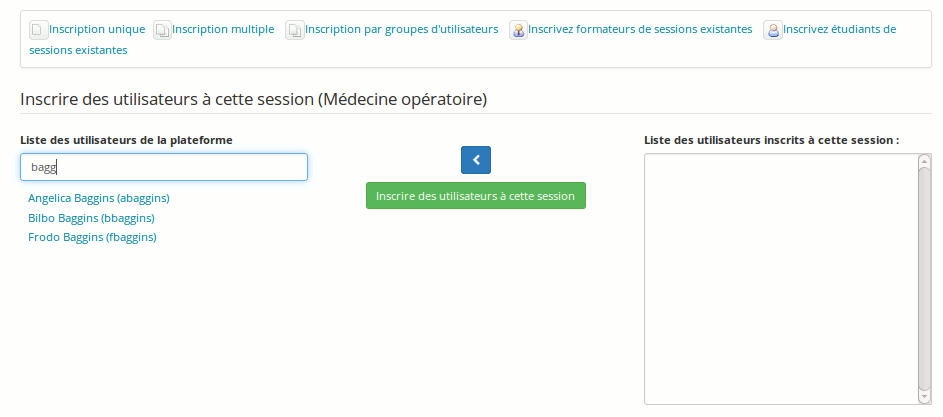 Inscription unique Inscription multiple Inscription par groupes d'utilisateurs Inscrivez formateurs de sessions existantes Inscrivez étudiants de
sessions existantes
Inscrire des utilisateurs à cette session (Médecine opératoire)
Liste des utilisateurs de la plateforme
bagg
Angelica Baggins (abaggins)
Bilbo Baggins (bbaggins)
Frodo Baggins (fbaggins)
Inscrire des utilisateurs à cette session
Liste des utilisateurs inscrits à cette session :